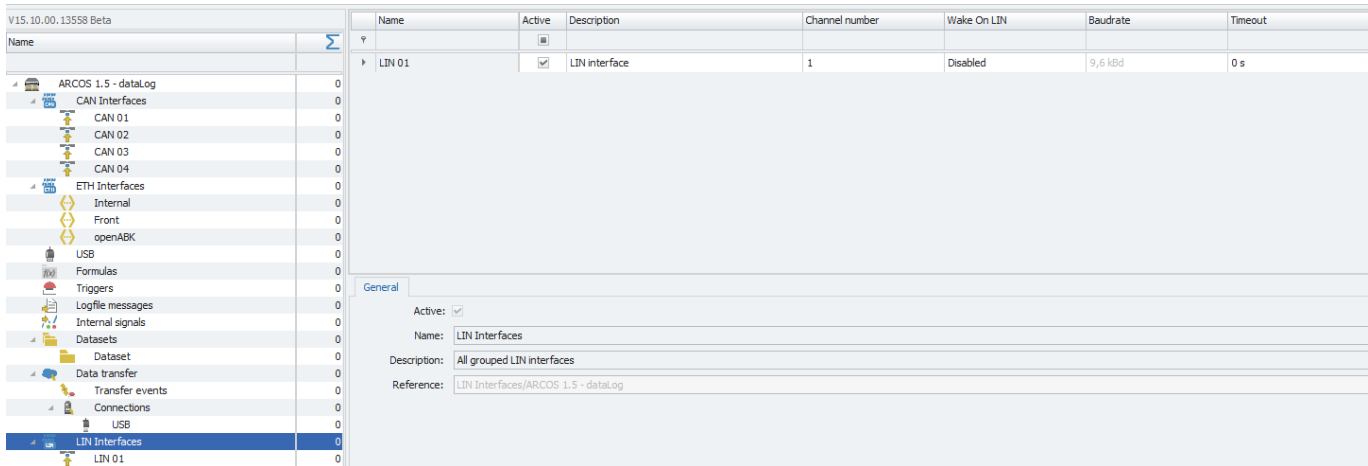 V15.10.00.13558 Beta
Name Σ
ARCOS 1.5 - dataLog 0
CAN Interfaces 0
CAN 01 0
CAN 02 0
CAN 03 0
CAN 04 0
ETH Interfaces 0
Internal 0
Front 0
openABK 0
USB 0
f(x) Formulas 0
Triggers 0
Logfile messages 0
Internal signals 0
Datasets 0
Dataset 0
Data transfer 0
Transfer events 0
Connections 0
USB 0
LIN Interfaces 0
LIN 01 0
Name Active Description Channel number Wake On LIN Baudrate Timeout
LIN 01 LIN interface 1 Disabled 9,6 kBd 0 s
General
Active:
Name: LIN Interfaces
Description: All grouped LIN interfaces
Reference: LIN Interfaces/ARCOS 1.5 - dataLog